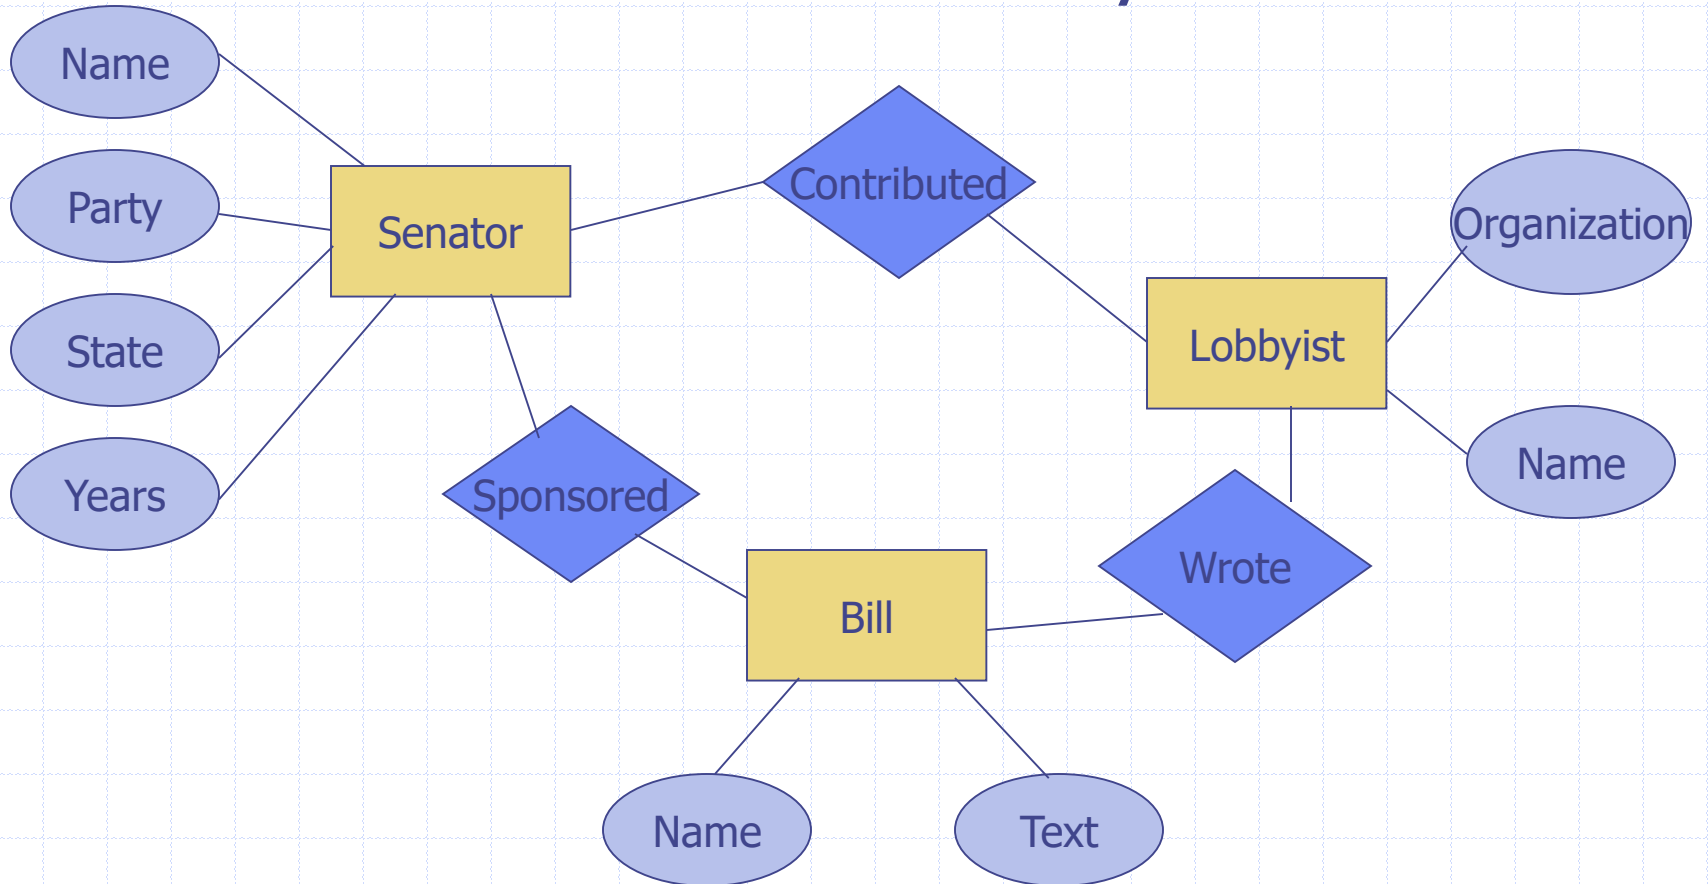 Name
Party
State
Years
Senator
Contributed
Organization
Lobbyist
Name
Sponsored
Wrote
Bill
Name
Text